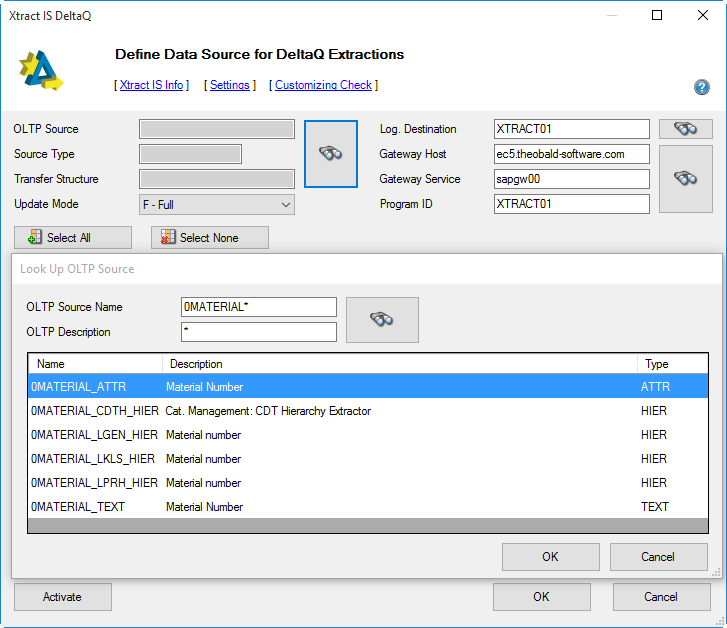 Xtract IS DeltaQ
Define Data Source for DeltaQ Extractions
[ Xtract IS Info ] [ Settings ] [ Customizing Check ]
?
OLTP Source Log. Destination XTRACT01
Source Type Gateway Host ec5.theobald-software.com
Transfer Structure Gateway Service sapgw00
Update Mode F - Full Program ID XTRACT01
Select All Select None
Look Up OLTP Source
OLTP Source Name 0MATERIAL*
OLTP Description *
Name Description Type
0MATERIAL_ATTR Material Number ATTR
0MATERIAL_CDTH_HIER Cat. Management: CDT Hierarchy Extractor HIER
0MATERIAL_LGEN_HIER Material number HIER
0MATERIAL_LKLS_HIER Material number HIER
0MATERIAL_LPRH_HIER Material number HIER
0MATERIAL_TEXT Material Number TEXT
OK Cancel
Activate OK Cancel